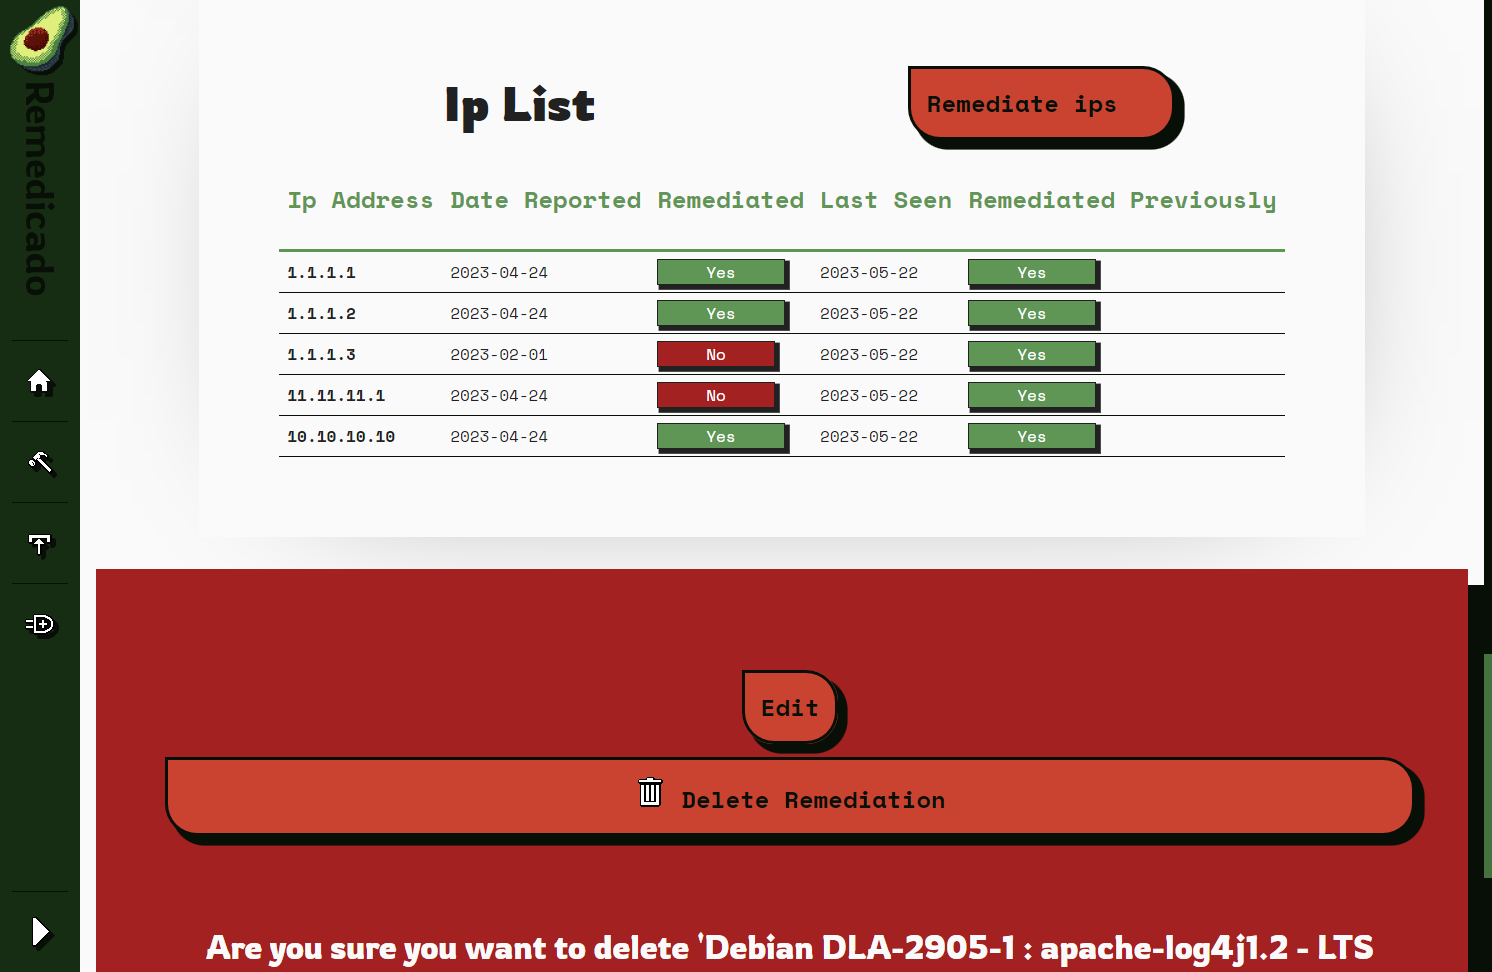 Remedicado
Ip List
Remediate ips
Ip Address Date Reported Remediated Last Seen Remediated Previously
1.1.1.1 2023-04-24 Yes 2023-05-22 Yes
1.1.1.2 2023-04-24 Yes 2023-05-22 Yes
1.1.1.3 2023-02-01 No 2023-05-22 Yes
11.11.11.1 2023-04-24 No 2023-05-22 Yes
10.10.10.10 2023-04-24 Yes 2023-05-22 Yes
Edit
Delete Remediation
Are you sure you want to delete 'Debian DLA-2905-1 : apache-log4j1.2 - LTS